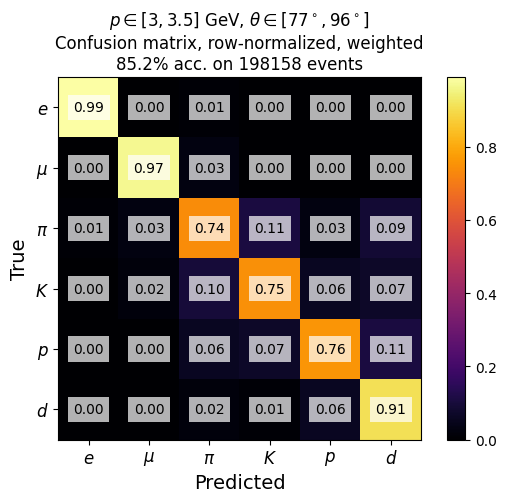 p ∈ [3, 3.5] GeV, θ ∈ [77°, 96°]
Confusion matrix, row-normalized, weighted
85.2% acc. on 198158 events
e 0.99 0.00 0.01 0.00 0.00 0.00
μ 0.00 0.97 0.03 0.00 0.00 0.00
π 0.01 0.03 0.74 0.11 0.03 0.09
K 0.00 0.02 0.10 0.75 0.06 0.07
p 0.00 0.00 0.06 0.07 0.76 0.11
d 0.00 0.00 0.02 0.01 0.06 0.91
e μ π K p d
True
Predicted
0.8
0.6
0.4
0.2
0.0